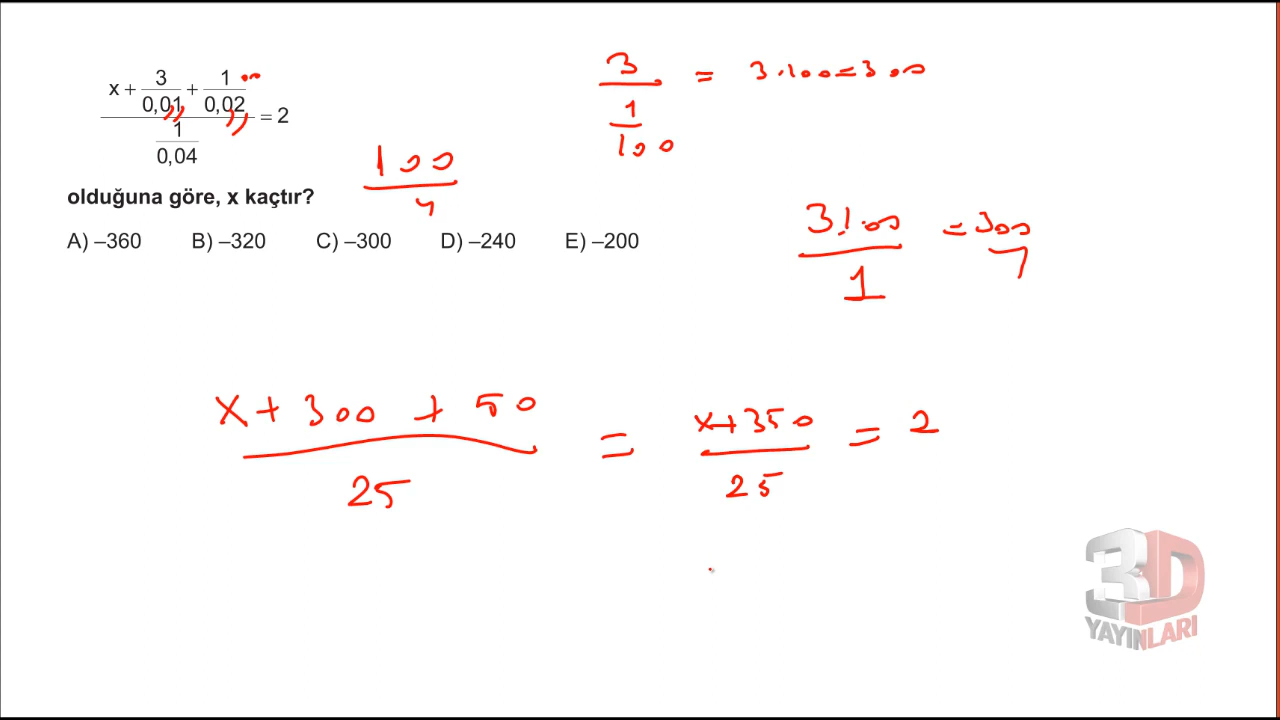 x + 3/0,01 + 1/0,02 00
= 2
1/0,04
olduğuna göre, x kaçtır?
A) –360 B) –320 C) –300 D) –240 E) –200
3/(1/100) = 3.100=300
100/4
3.100/1 = 300
(x+300+50)/25 = (x+350)/25 = 2
3D
YAYINLARI